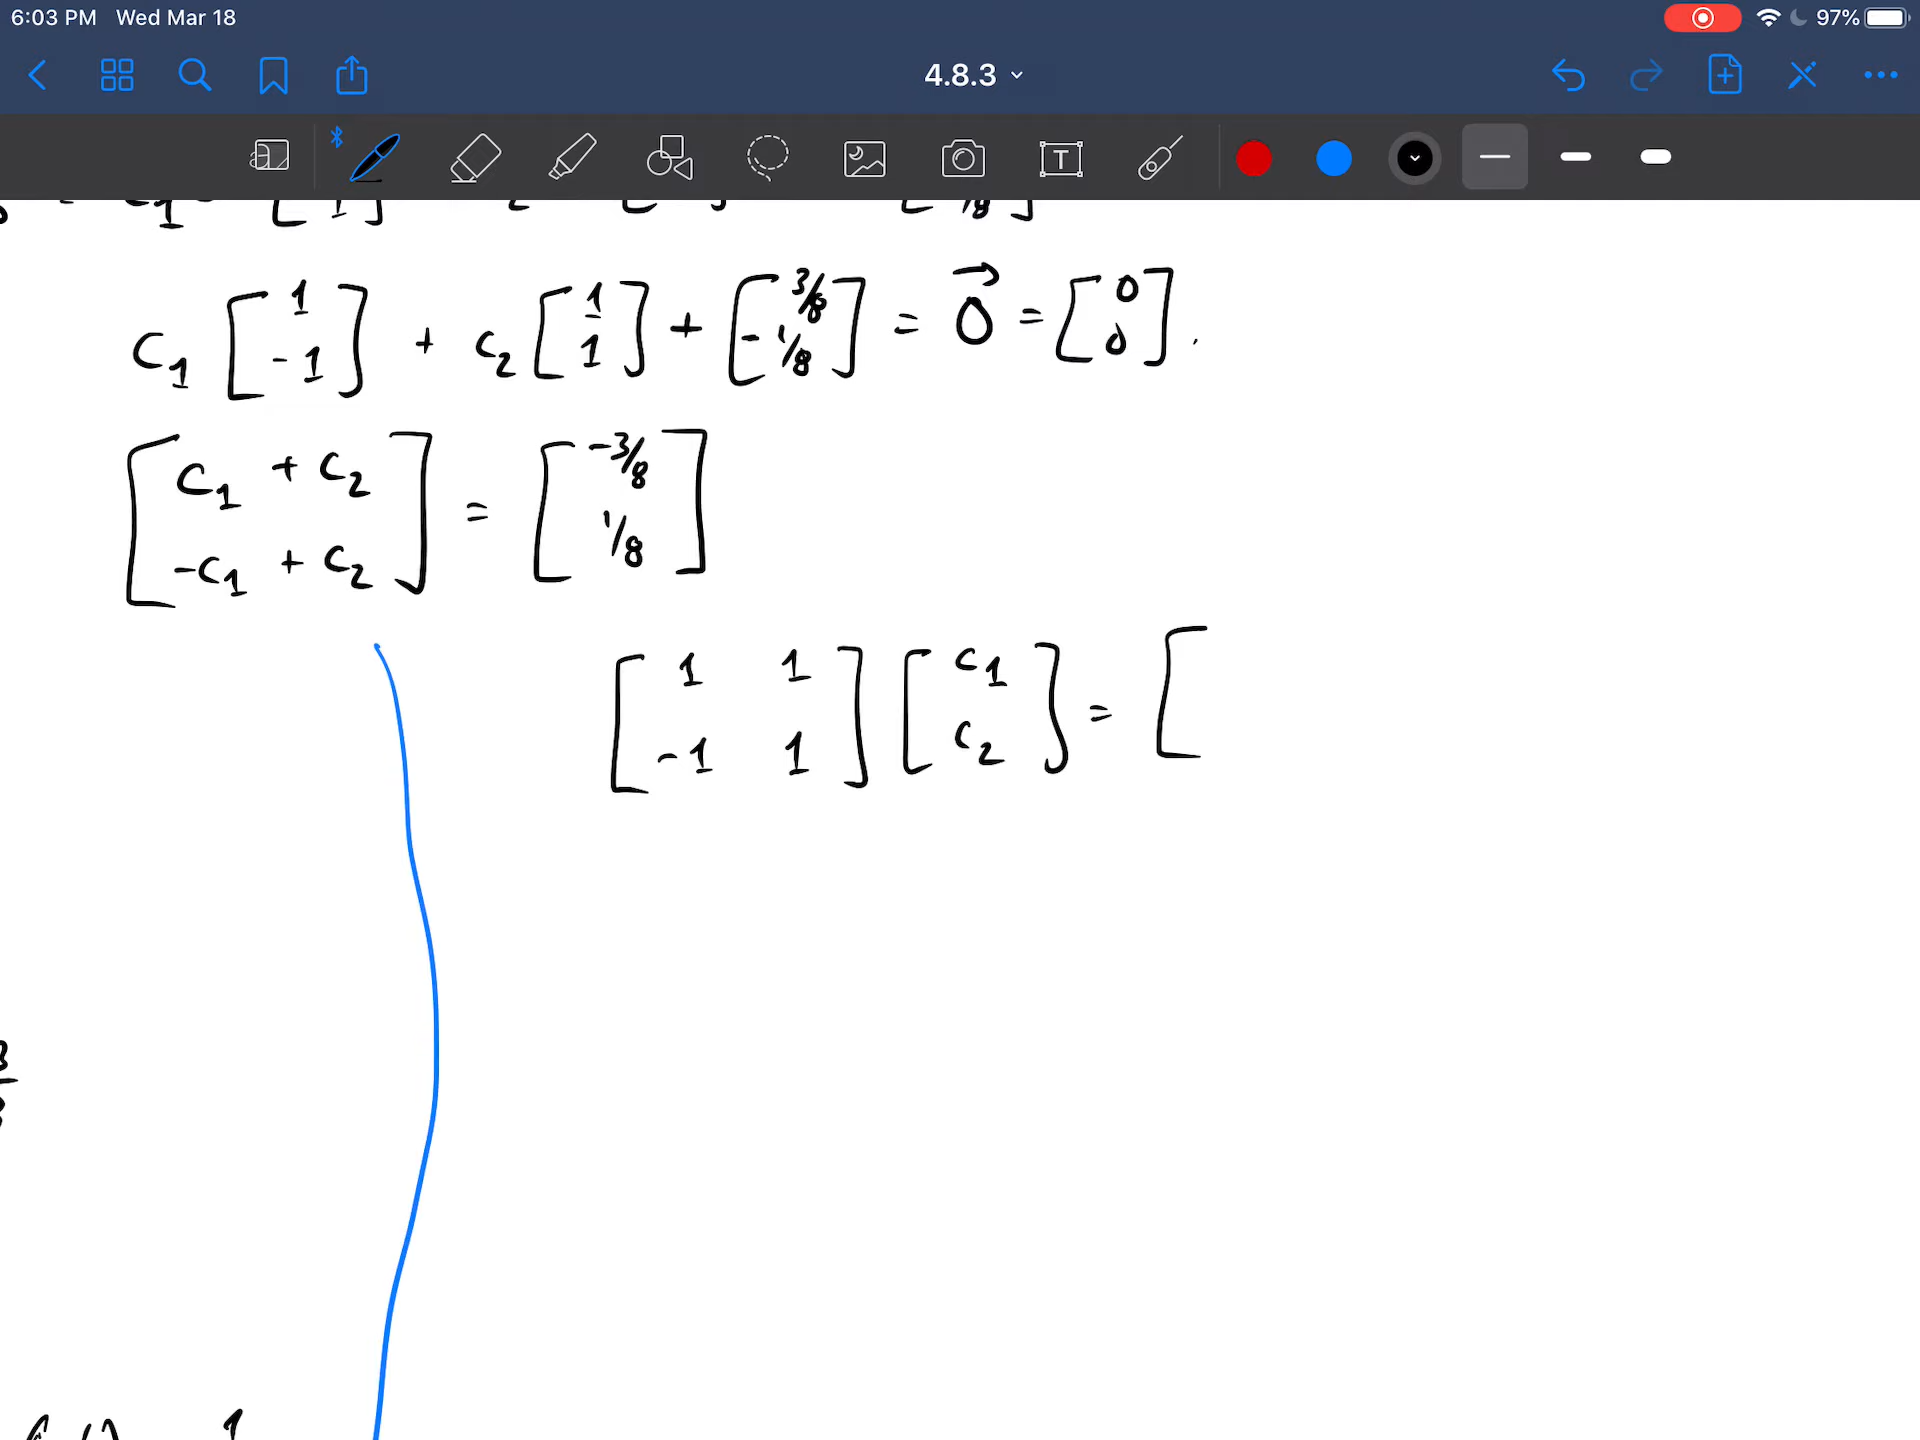 6:03 PM Wed Mar 18 97%
4.8.3
T
c₁ [1 -1] + c₂ [1 1] + [3/8 -1/8] = 0⃗ = [0 0].
[c₁ + c₂ -c₁ + c₂] = [-3/8 1/8]
[1 1 -1 1] [c₁ c₂] = [